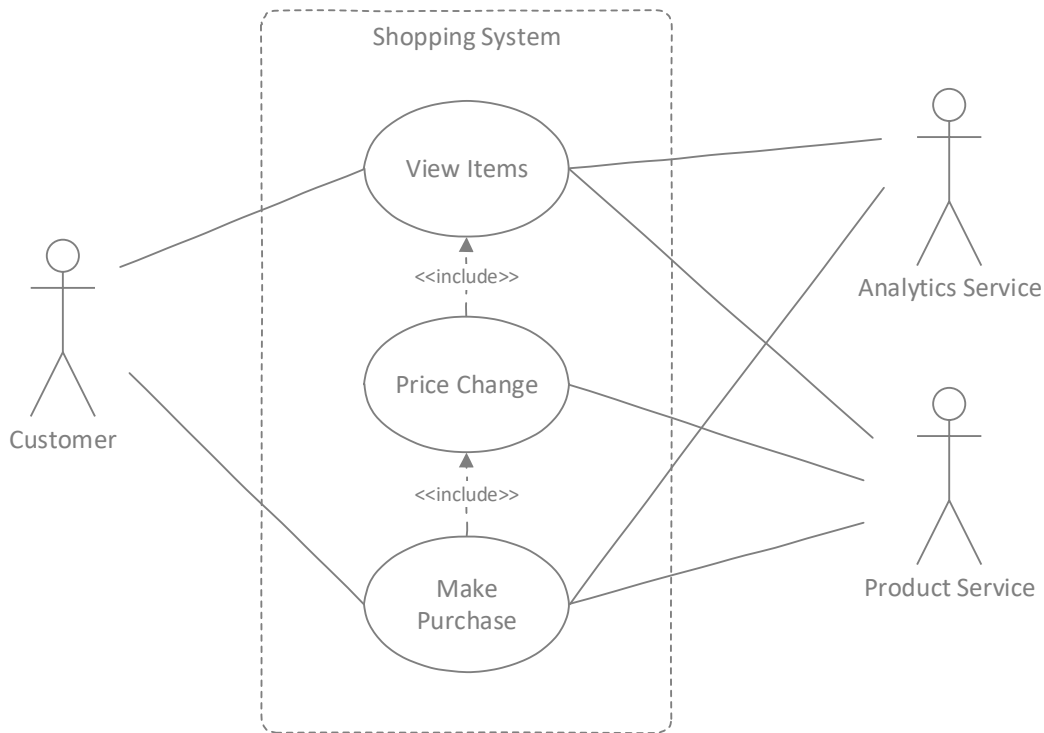 Shopping System
View Items
<<include>>
Analytics Service
Price Change
Customer
<<include>>
Make
Purchase
Product Service